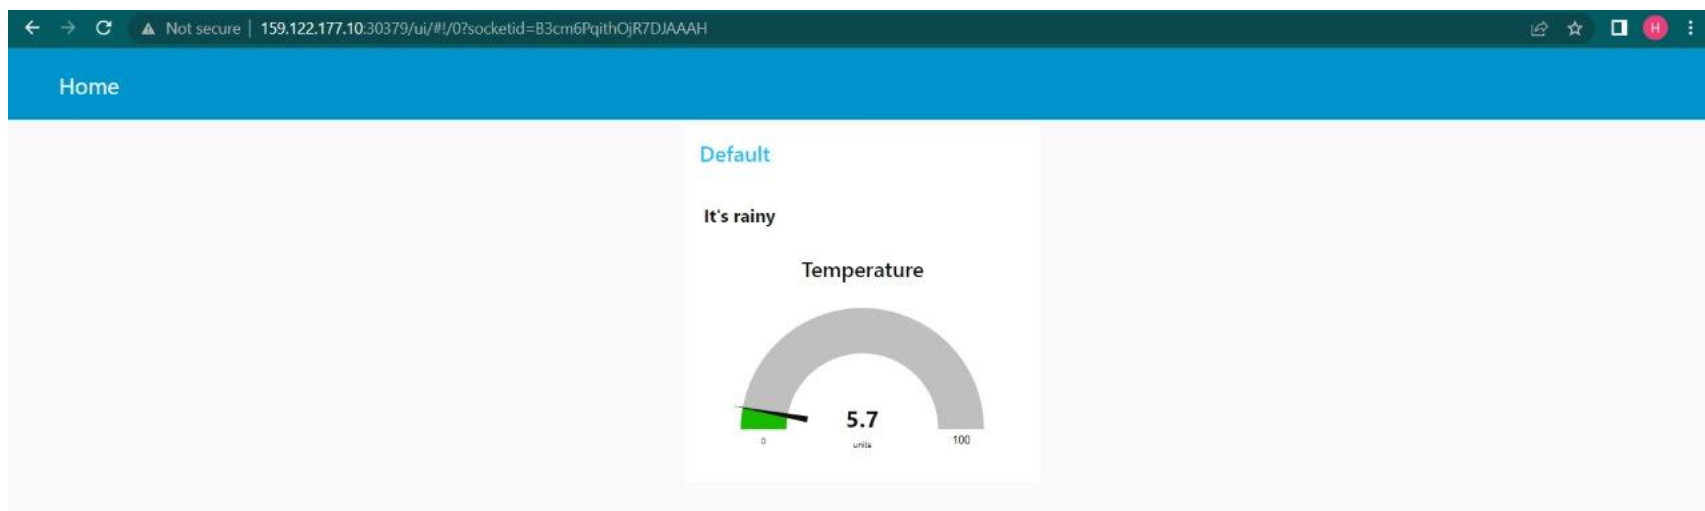 Not secure | 159.122.177.10:30379/ui/#!/0?socketid=B3cm6PqithOjR7DJAAAH
H
Home
Default
It's rainy
Temperature
5.7
0 units 100